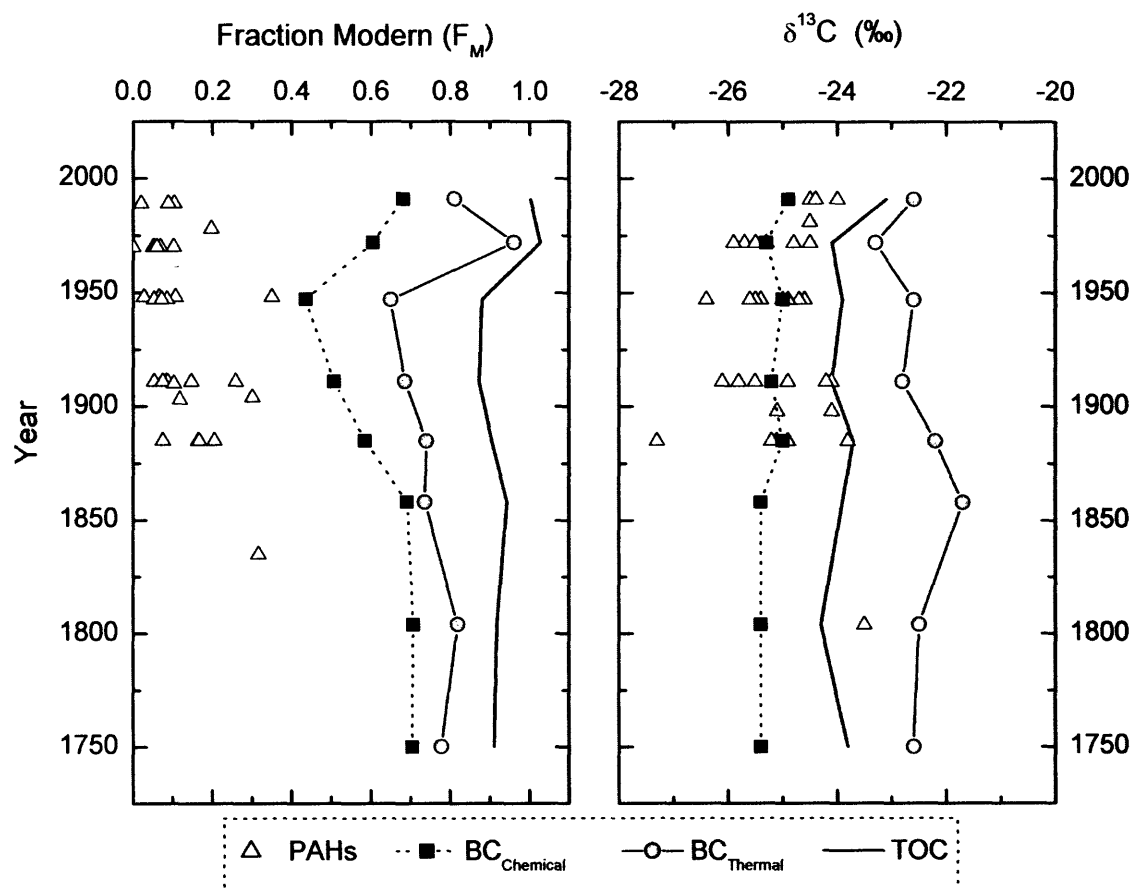 Fraction Modern (F_M)
δ¹³C (‰)
0.0 0.2 0.4 0.6 0.8 1.0
-28 -26 -24 -22 -20
Year
2000
1950
1900
1850
1800
1750
2000
1950
1900
1850
1800
1750
PAHs BC_Chemical BC_Thermal TOC